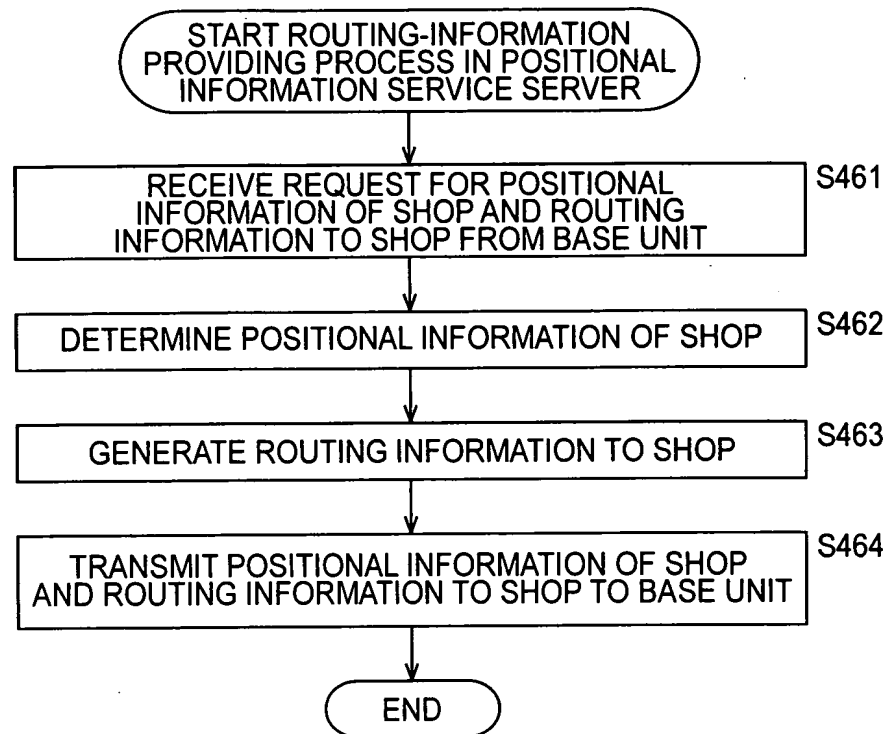 START ROUTING-INFORMATION
PROVIDING PROCESS IN POSITIONAL
INFORMATION SERVICE SERVER
S461
RECEIVE REQUEST FOR POSITIONAL
INFORMATION OF SHOP AND ROUTING
INFORMATION TO SHOP FROM BASE UNIT
S462
DETERMINE POSITIONAL INFORMATION OF SHOP
S463
GENERATE ROUTING INFORMATION TO SHOP
S464
TRANSMIT POSITIONAL INFORMATION OF SHOP
AND ROUTING INFORMATION TO SHOP TO BASE UNIT
END